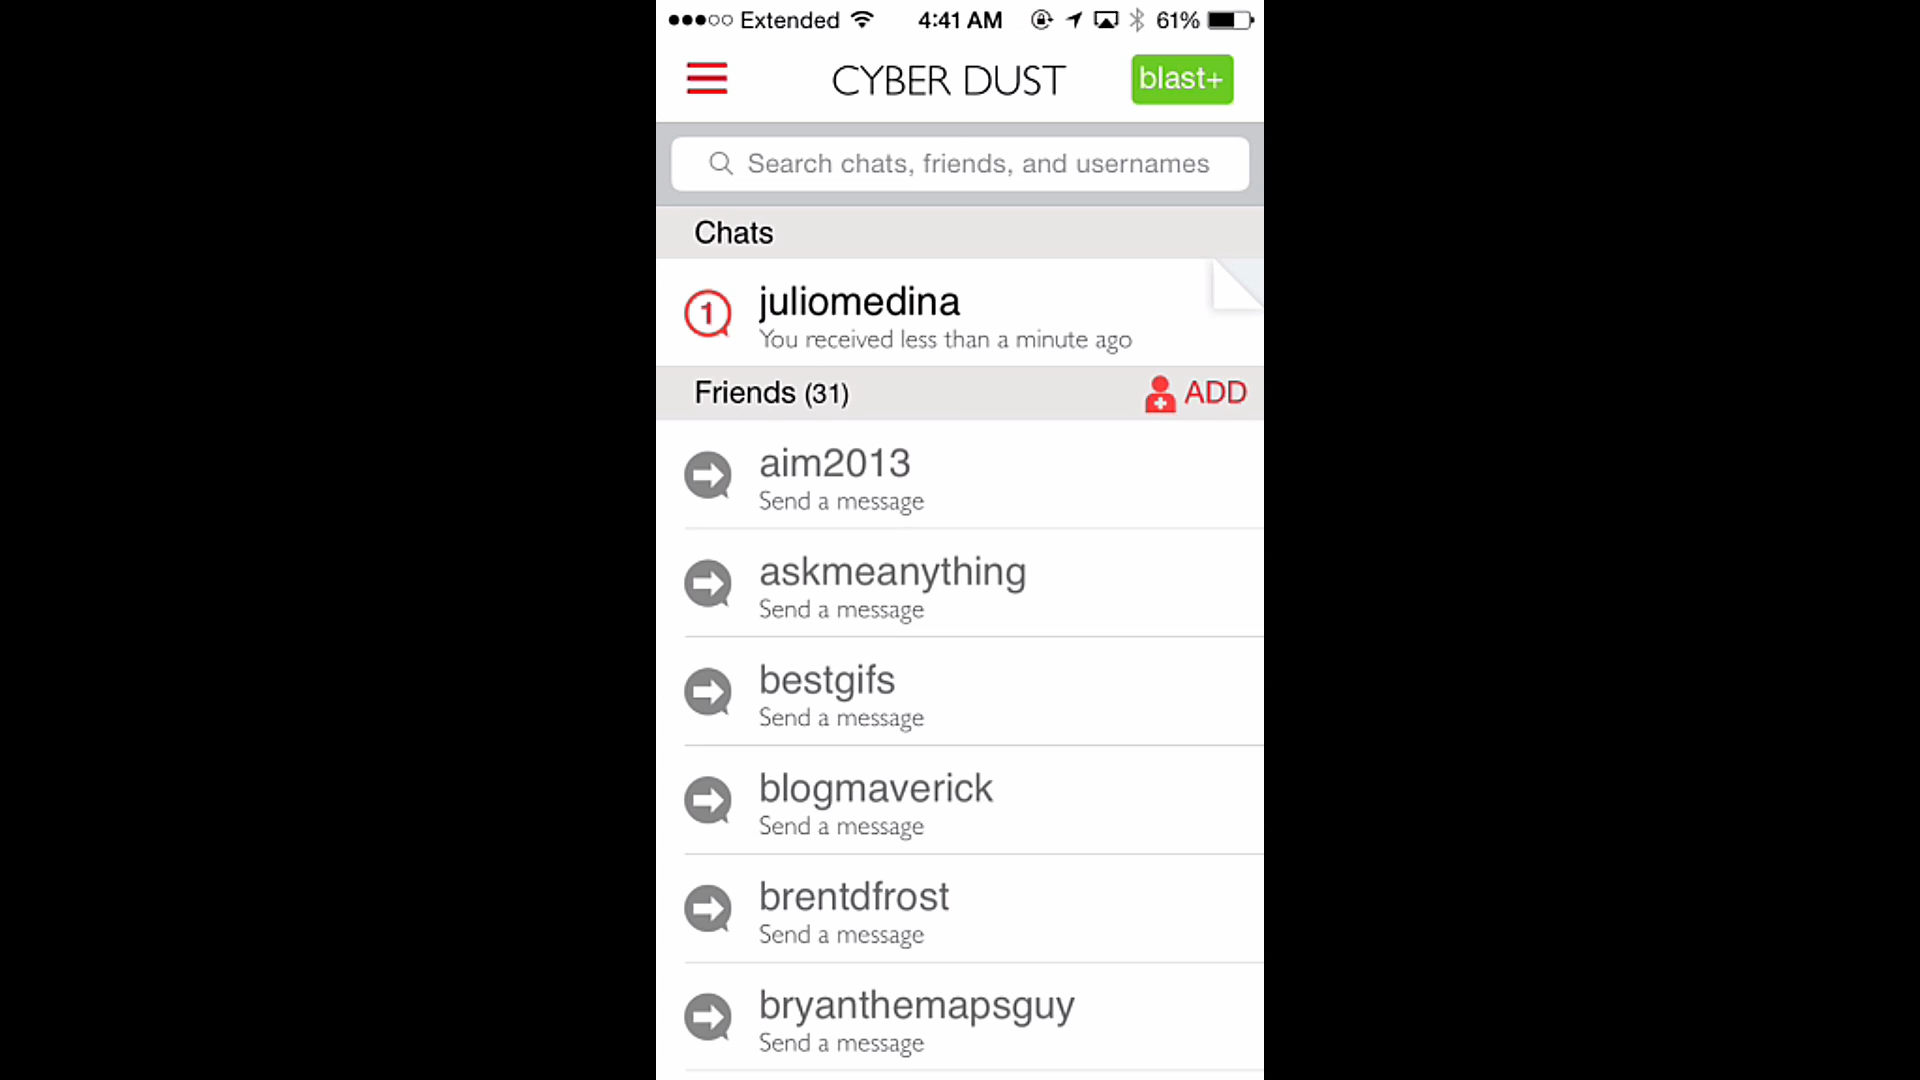 Extended 4:41 AM 61%
CYBER DUST blast+
Search chats, friends, and usernames
Chats
1 juliomedina
You received less than a minute ago
Friends (31) ADD
aim2013
Send a message
askmeanything
Send a message
bestgifs
Send a message
blogmaverick
Send a message
brentdfrost
Send a message
bryanthemapsguy
Send a message